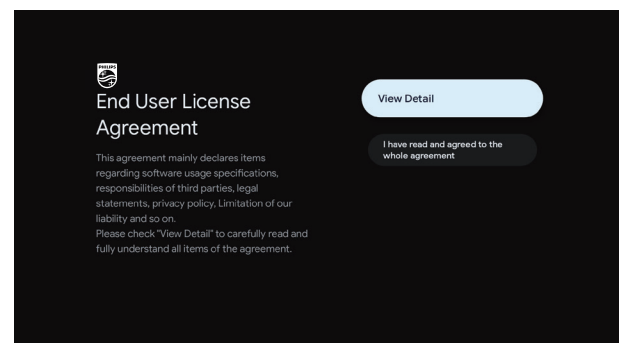 PHILIPS
End User License
Agreement
This agreement mainly declares items
regarding software usage specifications,
responsibilities of third parties, legal
statements, privacy policy, Limitation of our
liability and so on.
Please check "View Detail" to carefully read and
fully understand all items of the agreement.
View Detail
I have read and agreed to the
whole agreement